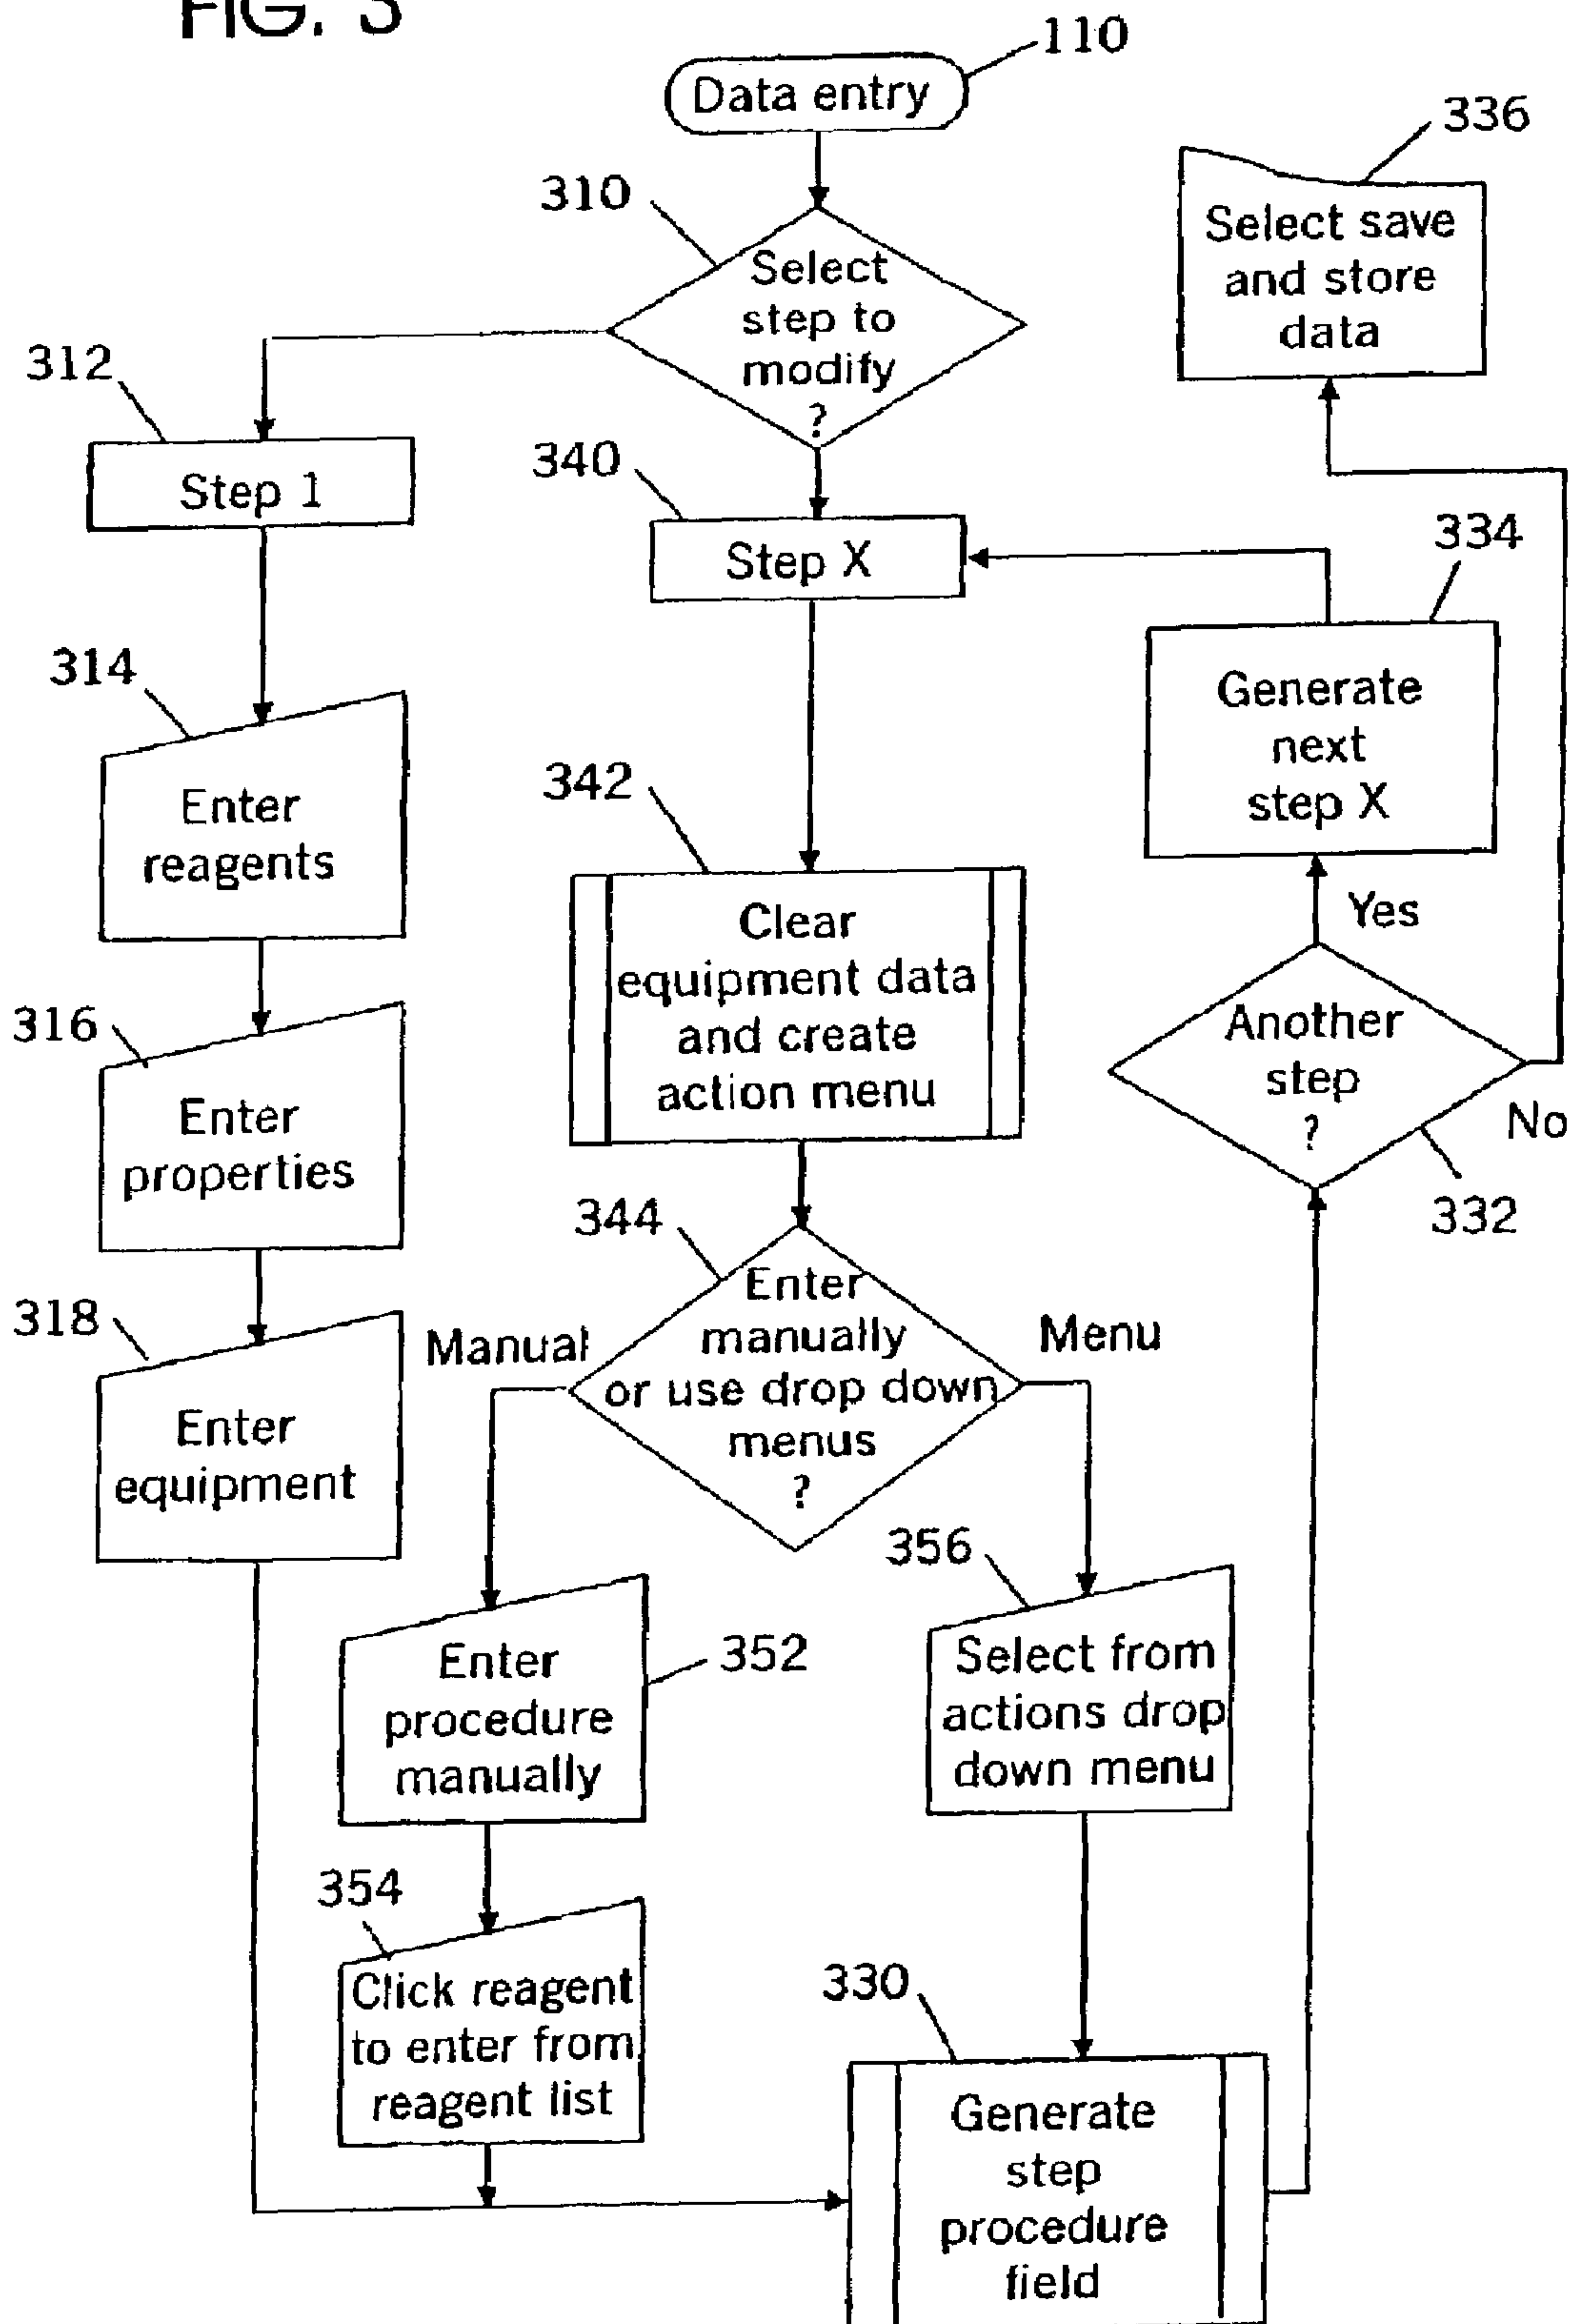 FIG. 3
110
Data entry
336
Select save
and store
data
310
Select
step to
modify
?
312
Step 1
340
Step X
334
Generate
next
step X
314
Enter
reagents
342
Clear
equipment data
and create
action menu
Yes
Another
step
?
No
332
316
Enter
properties
344
Enter
manually
or use drop down
menus
?
Manual
Menu
318
Enter
equipment
356
Select from
actions drop
down menu
352
Enter
procedure
manually
354
Click reagent
to enter from
reagent list
330
Generate
step
procedure
field